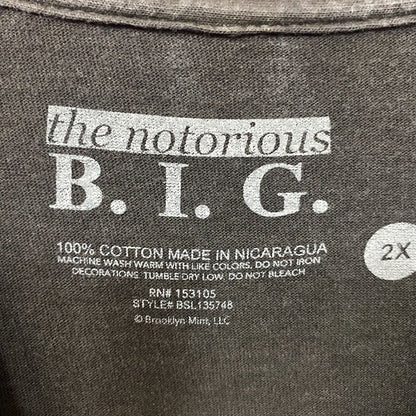 the notorious
B. I. G.
100% COTTON MADE IN NICARAGUA
MACHINE WASH WARM WITH LIKE COLORS. DO NOT IRON
DECORATIONS. TUMBLE DRY LOW. DO NOT BLEACH
RN# 153105
STYLE# BSL135748
© Brooklyn Mint, LLC
2X